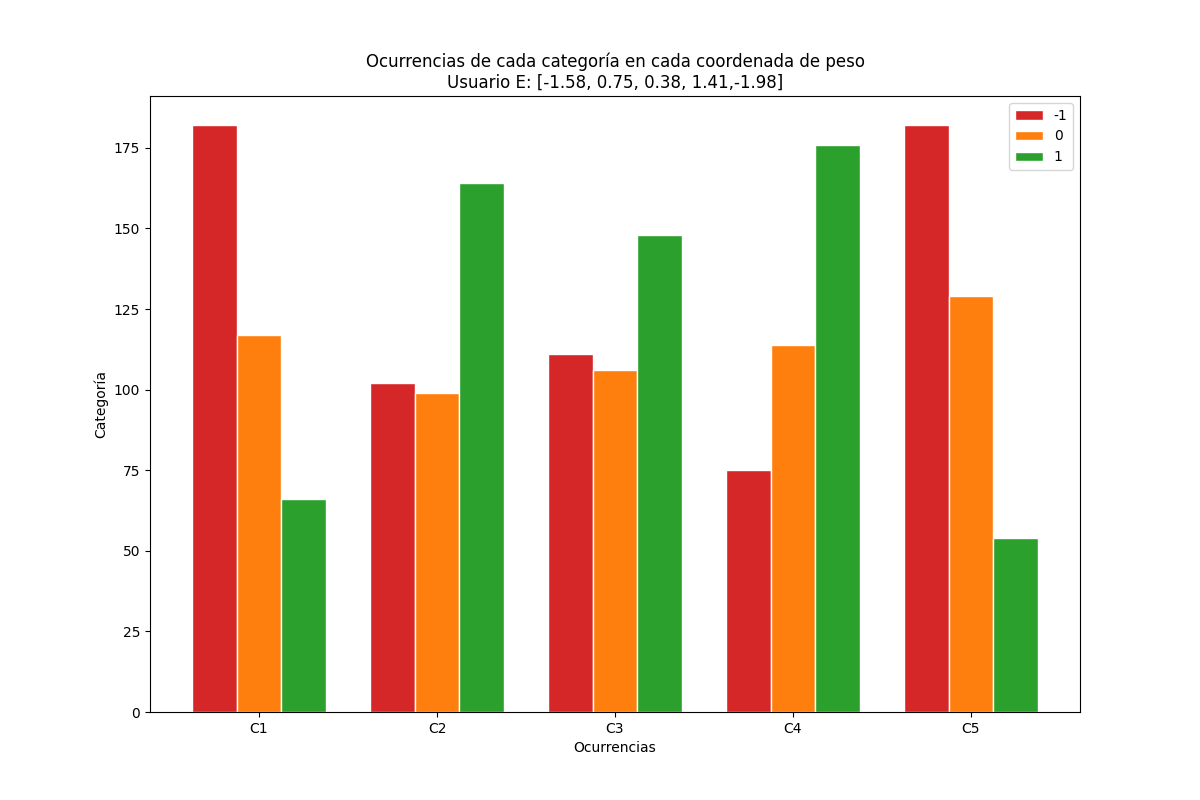 Ocurrencias de cada categoría en cada coordenada de peso
Usuario E: [-1.58, 0.75, 0.38, 1.41,-1.98]
-1
0
1
175
150
125
100
75
50
25
0
Categoría
C1 C2 C3 C4 C5
Ocurrencias